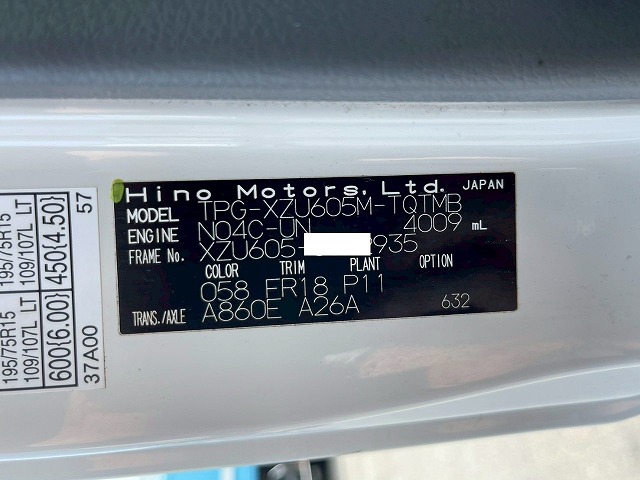 Hino Motors, Ltd. JAPAN
MODEL TPG-XZU605M-TQTMB
ENGINE N04C-UN 4009 mL
FRAME No. XZU605- 935
COLOR TRIM PLANT OPTION
058 FR18 P11
TRANS./AXLE A860E A26A 632
195/75R15 195/75R15
109/107L LT 109/107L LT
600(6.00) 450(4.50)
37A00 57